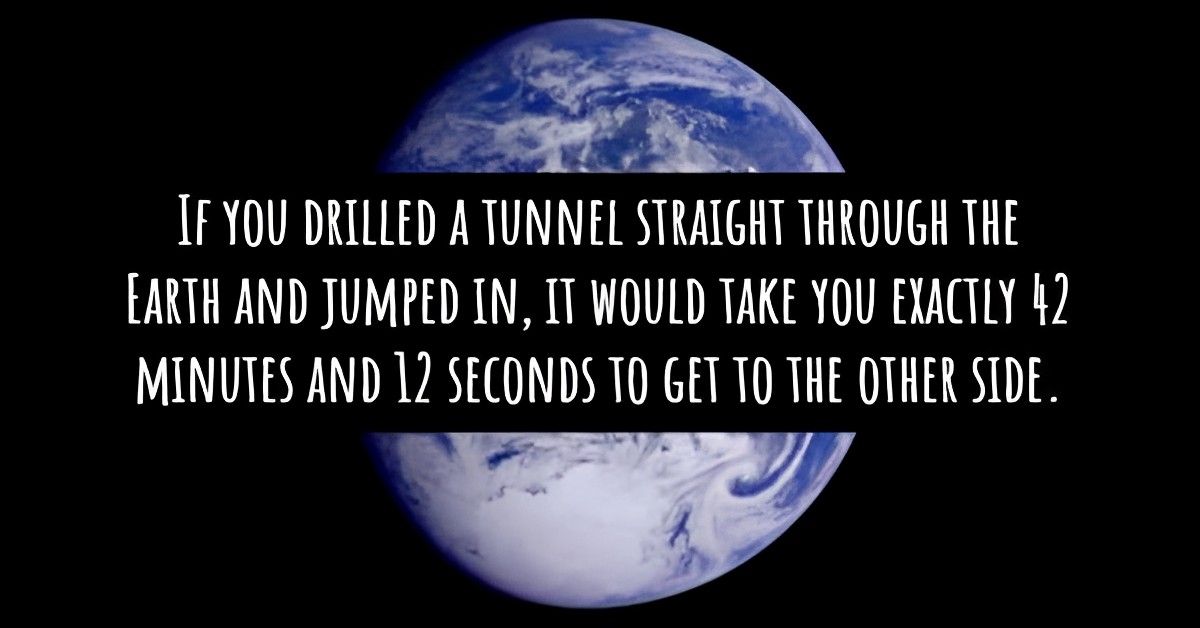 If you drilled a tunnel straight through the
Earth and jumped in, it would take you exactly 42
minutes and 12 seconds to get to the other side.